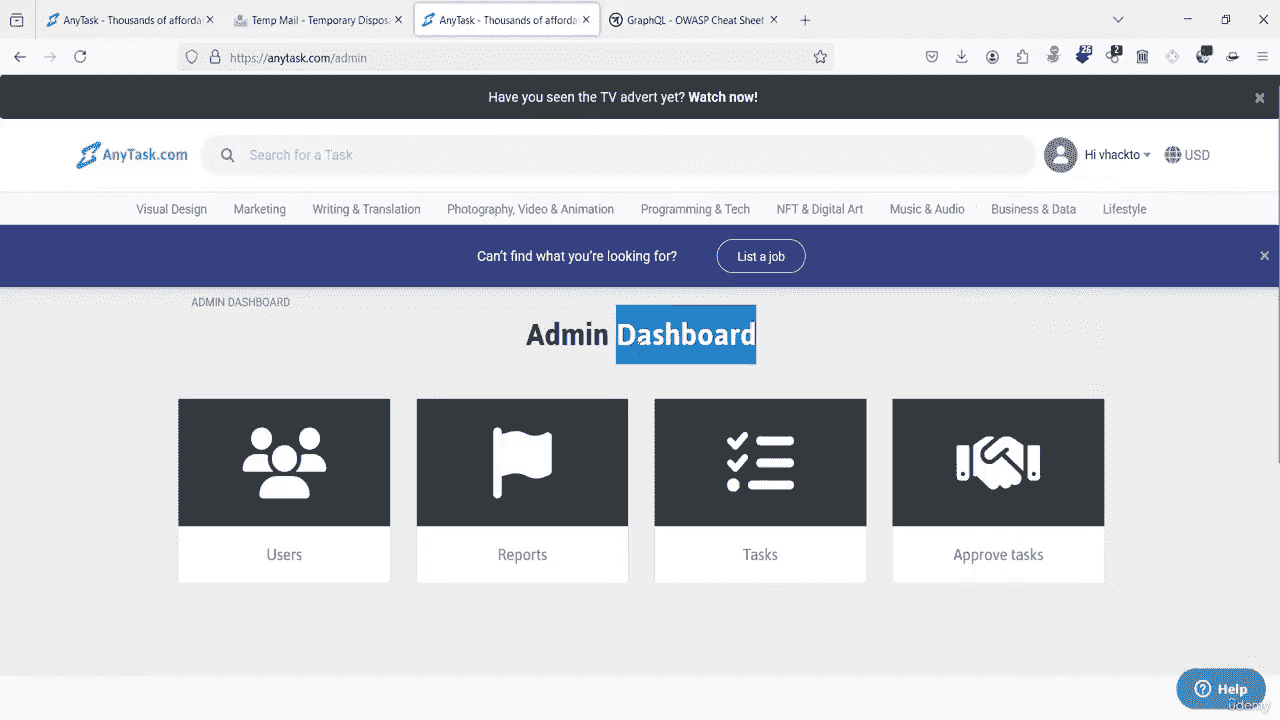 AnyTask - Thousands of afforda
Temp Mail - Temporary Dispos
AnyTask - Thousands of afforda
GraphQL - OWASP Cheat Sheet
https://anytask.com/admin
26
2
Have you seen the TV advert yet? Watch now!
AnyTask.com
Search for a Task
Hi vhackto
USD
Visual Design
Marketing
Writing & Translation
Photography, Video & Animation
Programming & Tech
NFT & Digital Art
Music & Audio
Business & Data
Lifestyle
Can't find what you're looking for?
List a job
ADMIN DASHBOARD
Admin Dashboard
Users
Reports
Tasks
Approve tasks
Help
ûdemy